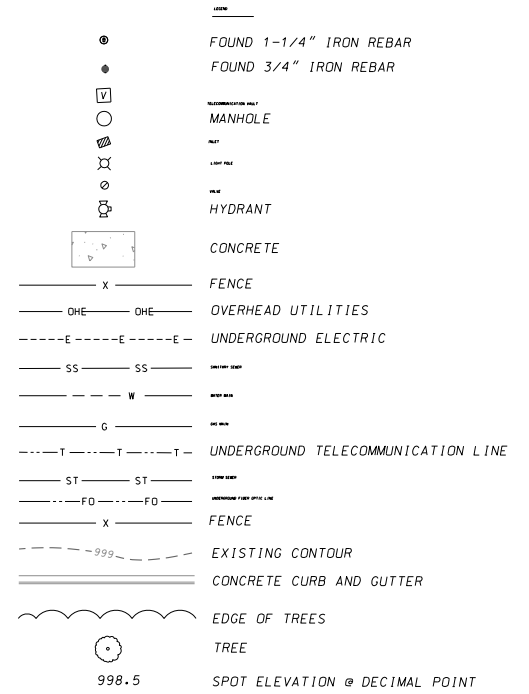 LEGEND
FOUND 1-1/4" IRON REBAR
FOUND 3/4" IRON REBAR
V
TELECOMMUNICATION VAULT
MANHOLE
INLET
LIGHT POLE
VALVE
HYDRANT
CONCRETE
X FENCE
OHE OHE OVERHEAD UTILITIES
E E E UNDERGROUND ELECTRIC
SS SS SANITARY SEWER
W WATER MAIN
G GAS MAIN
T T T UNDERGROUND TELECOMMUNICATION LINE
ST ST STORM SEWER
FO FO UNDERGROUND FIBER OPTIC LINE
X FENCE
999 EXISTING CONTOUR
CONCRETE CURB AND GUTTER
EDGE OF TREES
TREE
998.5 SPOT ELEVATION @ DECIMAL POINT